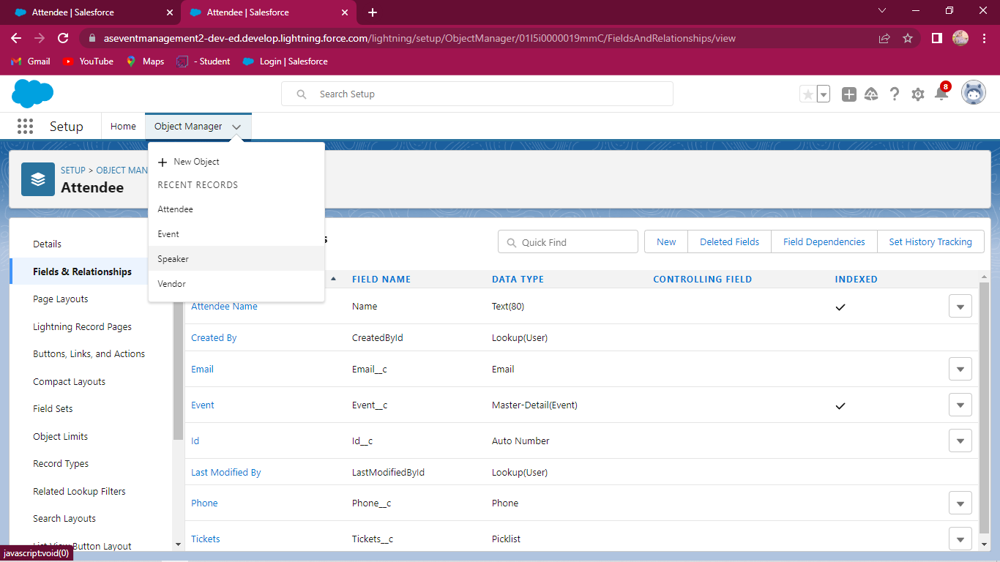 Attendee | Salesforce
Attendee | Salesforce
aseventmanagement2-dev-ed.develop.lightning.force.com/lightning/setup/ObjectManager/01I5i0000019mmC/FieldsAndRelationships/view
Gmail YouTube Maps - Student Login | Salesforce
Search Setup
8
Setup Home Object Manager
New Object
RECENT RECORDS
Attendee
Event
Speaker
Vendor
SETUP > OBJECT MAN
Attendee
Details
Fields & Relationships
Page Layouts
Lightning Record Pages
Buttons, Links, and Actions
Compact Layouts
Field Sets
Object Limits
Record Types
Related Lookup Filters
Search Layouts
List View Button Layout
Quick Find New Deleted Fields Field Dependencies Set History Tracking
FIELD NAME DATA TYPE CONTROLLING FIELD INDEXED
Attendee Name Name Text(80)
Created By CreatedById Lookup(User)
Email Email__c Email
Event Event__c Master-Detail(Event)
Id Id__c Auto Number
Last Modified By LastModifiedById Lookup(User)
Phone Phone__c Phone
Tickets Tickets__c Picklist
javascript:void(0)